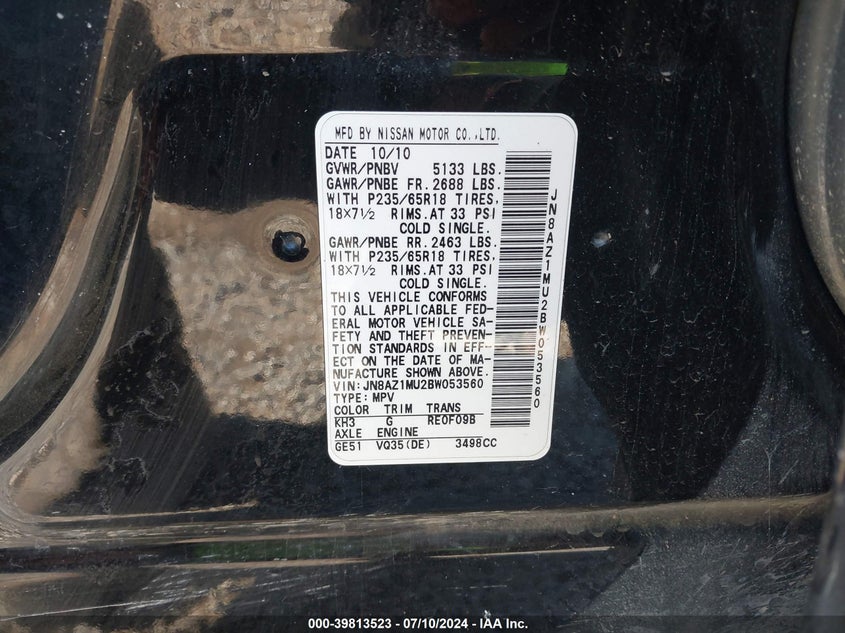 MFD BY NISSAN MOTOR CO.,LTD.
DATE 10/10
GVWR/PNBV 5133 LBS.
GAWR/PNBE FR. 2688 LBS.
WITH P235/65R18 TIRES,
18X7½ RIMS.AT 33 PSI
COLD SINGLE.
GAWR/PNBE RR. 2463 LBS.
WITH P235/65R18 TIRES,
18X7½ RIMS.AT 33 PSI
COLD SINGLE.
THIS VEHICLE CONFORMS
TO ALL APPLICABLE FED-
ERAL MOTOR VEHICLE SA-
FETY AND THEFT PREVEN-
TION STANDARDS IN EFF-
ECT ON THE DATE OF MA-
NUFACTURE SHOWN ABOVE.
VIN: JN8AZ1MU2BW053560
TYPE: MPV
COLOR TRIM TRANS
KH3 G RE0F09B
AXLE ENGINE
GE51 VQ35(DE) 3498CC
JN8AZ1MU2BW053560
000-39813523 - 07/10/2024 - IAA Inc.